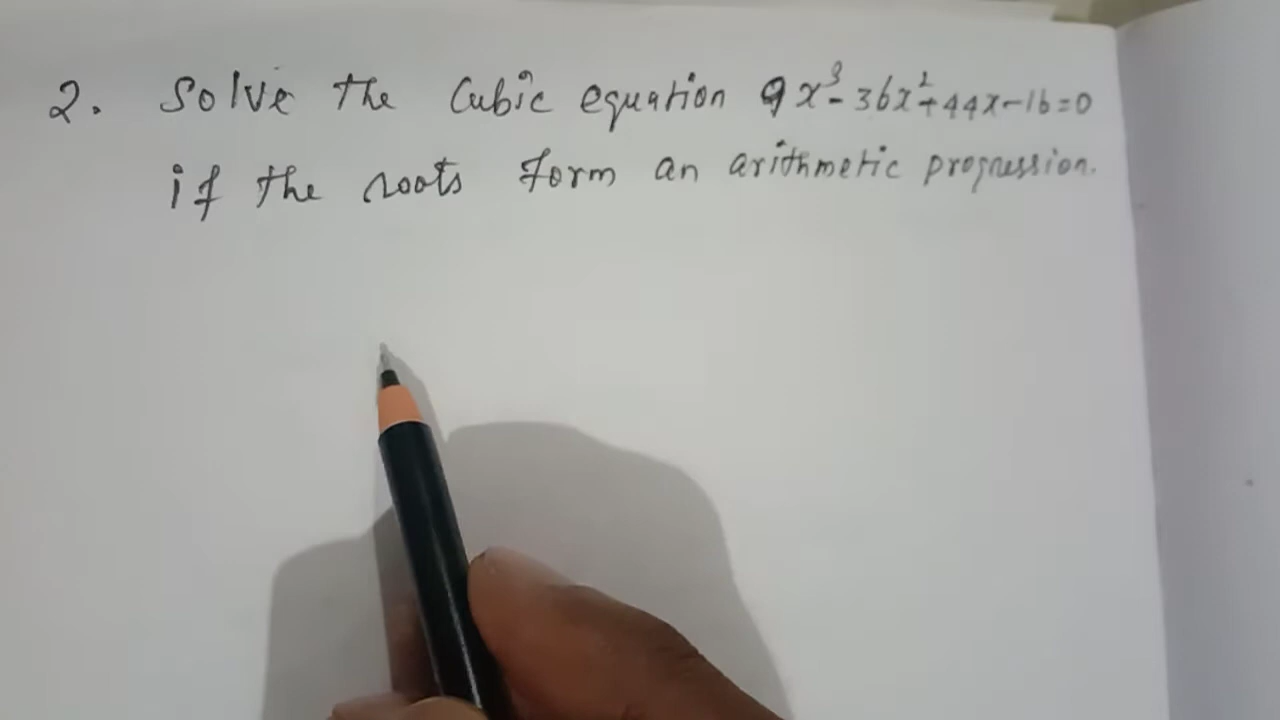 2. Solve the Cubic equation 9x³-36x²+44x-16=0
if the roots form an arithmetic progression.